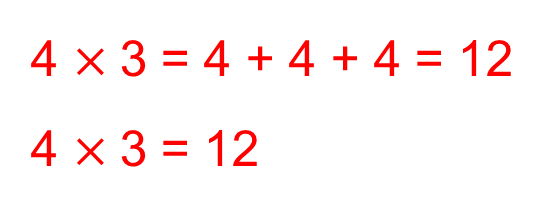 4 × 3 = 4 + 4 + 4 = 12
4 × 3 = 12